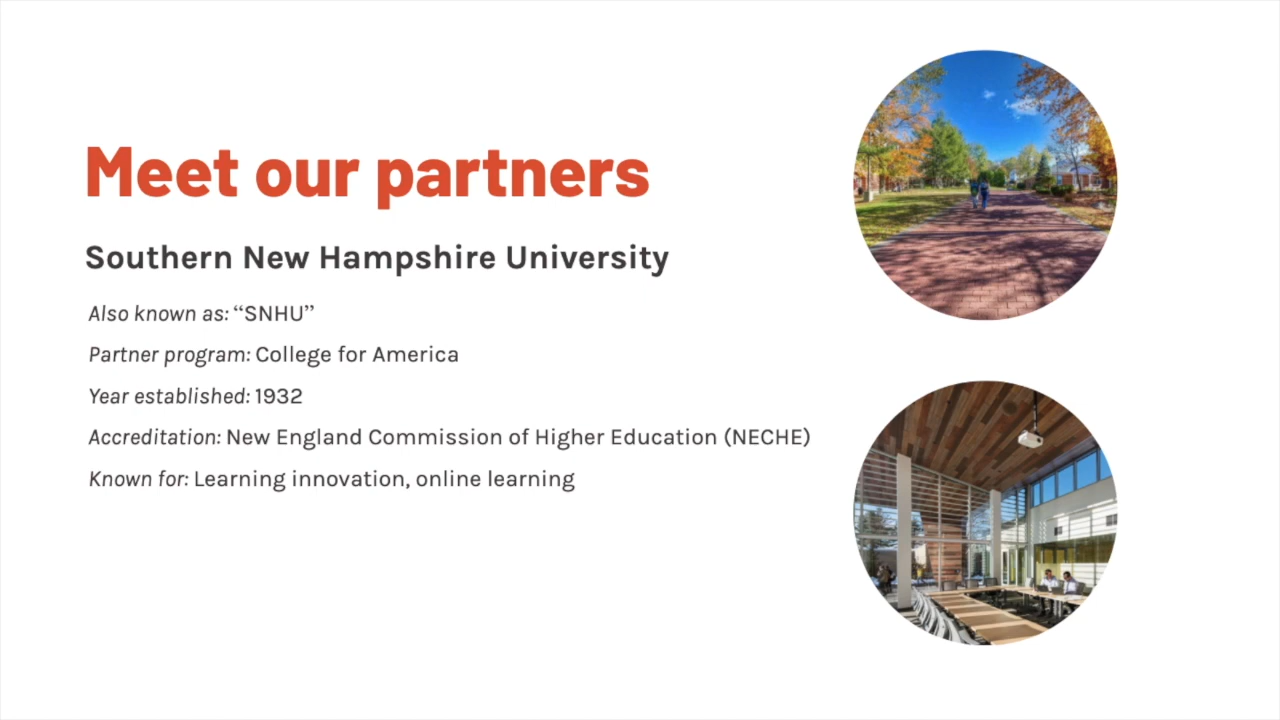 Meet our partners
Southern New Hampshire University
Also known as: “SNHU”
Partner program: College for America
Year established: 1932
Accreditation: New England Commission of Higher Education (NECHE)
Known for: Learning innovation, online learning